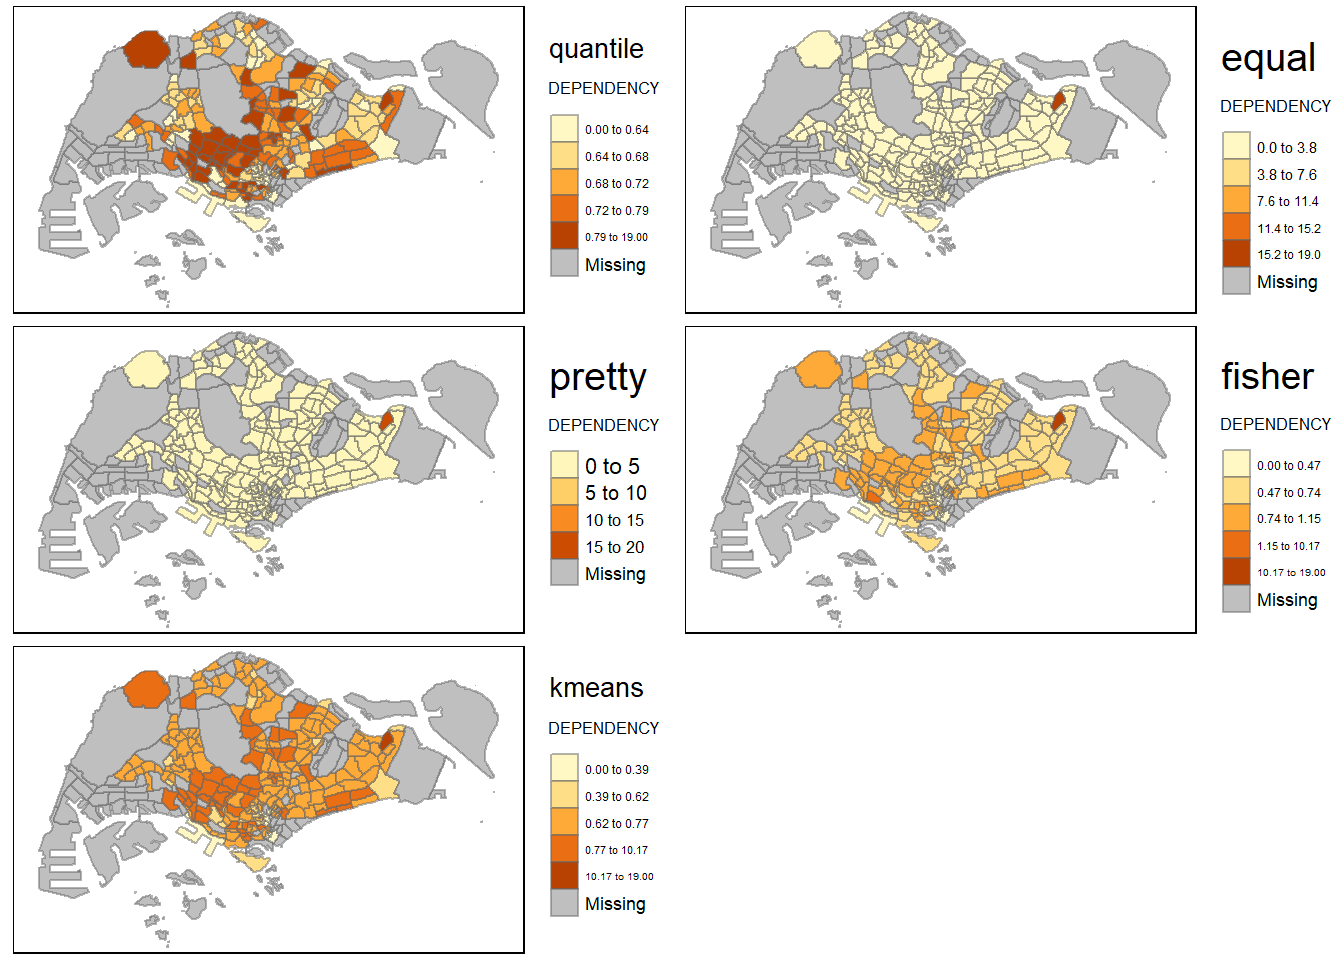 quantile
DEPENDENCY
0.00 to 0.64
0.64 to 0.68
0.68 to 0.72
0.72 to 0.79
0.79 to 19.00
Missing
equal
DEPENDENCY
0.0 to 3.8
3.8 to 7.6
7.6 to 11.4
11.4 to 15.2
15.2 to 19.0
Missing
pretty
DEPENDENCY
0 to 5
5 to 10
10 to 15
15 to 20
Missing
fisher
DEPENDENCY
0.00 to 0.47
0.47 to 0.74
0.74 to 1.15
1.15 to 10.17
10.17 to 19.00
Missing
kmeans
DEPENDENCY
0.00 to 0.39
0.39 to 0.62
0.62 to 0.77
0.77 to 10.17
10.17 to 19.00
Missing